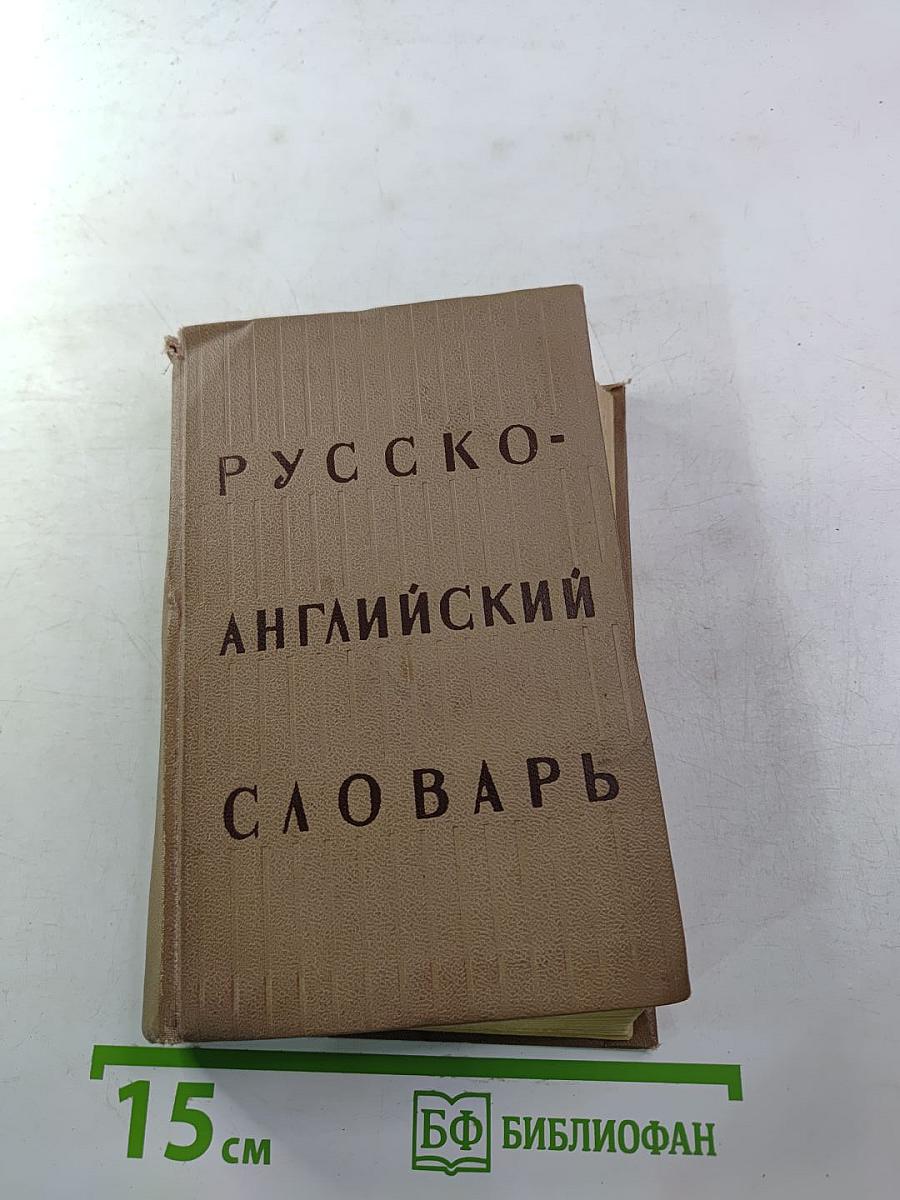 РУССКО-
АНГЛИЙСКИЙ
СЛОВАРЬ
15 см
БФ БИБЛИОФАН